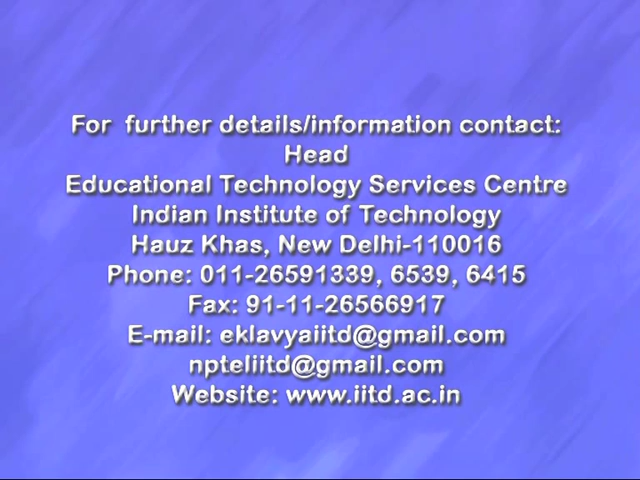 For further details/information contact:
Head
Educational Technology Services Centre
Indian Institute of Technology
Hauz Khas, New Delhi-110016
Phone: 011-26591339, 6539, 6415
Fax: 91-11-26566917
E-mail: eklavyaiitd@gmail.com
npteliitd@gmail.com
Website: www.iitd.ac.in